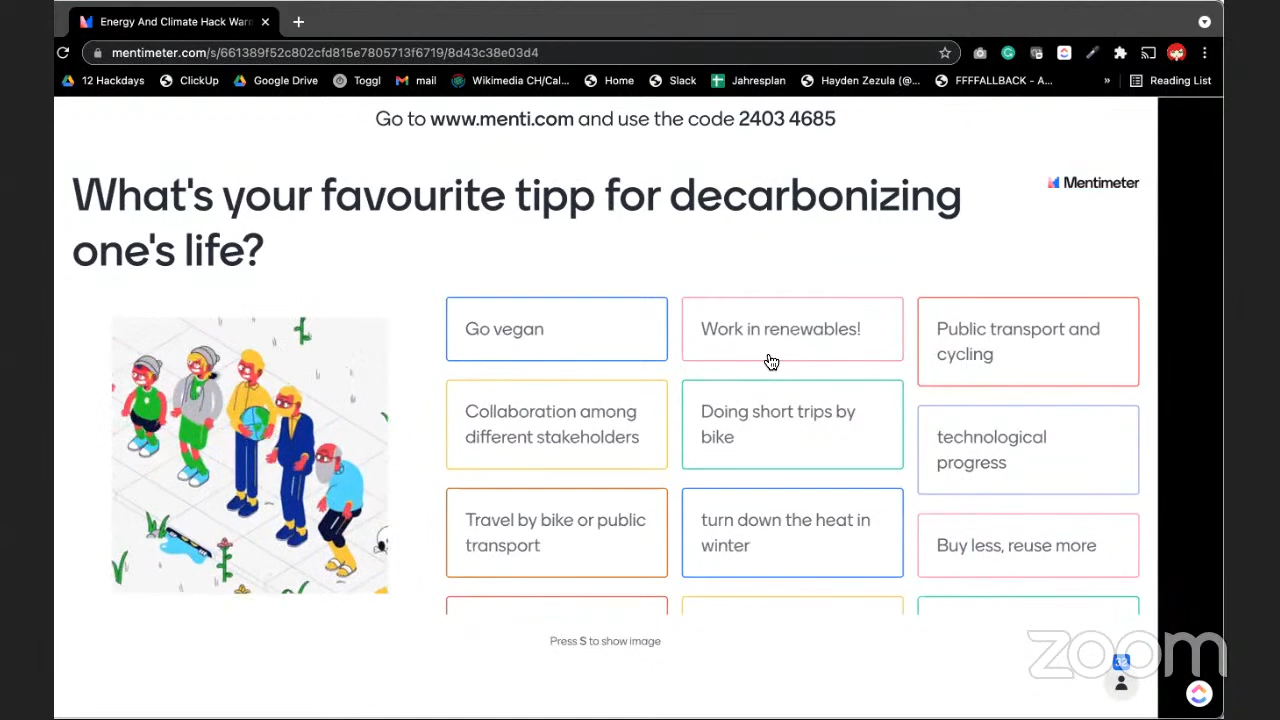 Energy And Climate Hack Warm
mentimeter.com/s/661389f52c802cfd815e7805713f6719/8d43c38e03d4
12 Hackdays
ClickUp
Google Drive
Toggl
mail
Wikimedia CH/Cal...
Home
Slack
Jahresplan
Hayden Zezula (@...
FFFFALLBACK - A...
»
Reading List
Go to www.menti.com and use the code 2403 4685
What's your favourite tipp for decarbonizing
one's life?
Mentimeter
Go vegan
Work in renewables!
Public transport and
cycling
Collaboration among
different stakeholders
Doing short trips by
bike
technological
progress
Travel by bike or public
transport
turn down the heat in
winter
Buy less, reuse more
Press S to show image
32
zoom